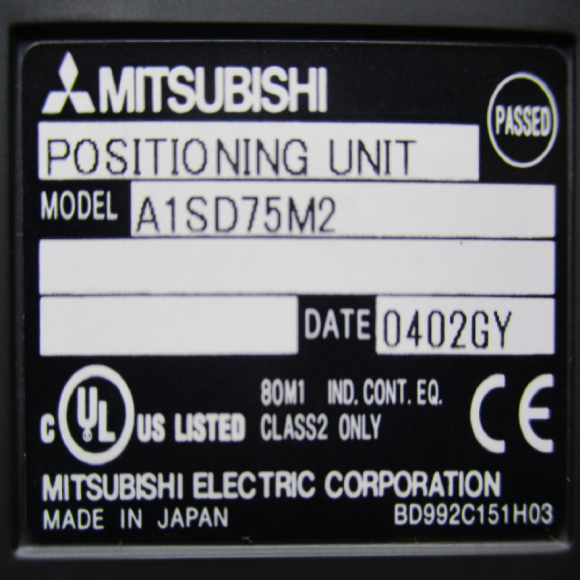 MITSUBISHI
PASSED
POSITIONING UNIT
MODEL A1SD75M2
DATE 0402GY
80M1 IND. CONT. EQ.
C UL US LISTED CLASS2 ONLY
CE
MITSUBISHI ELECTRIC CORPORATION
MADE IN JAPAN BD992C151H03